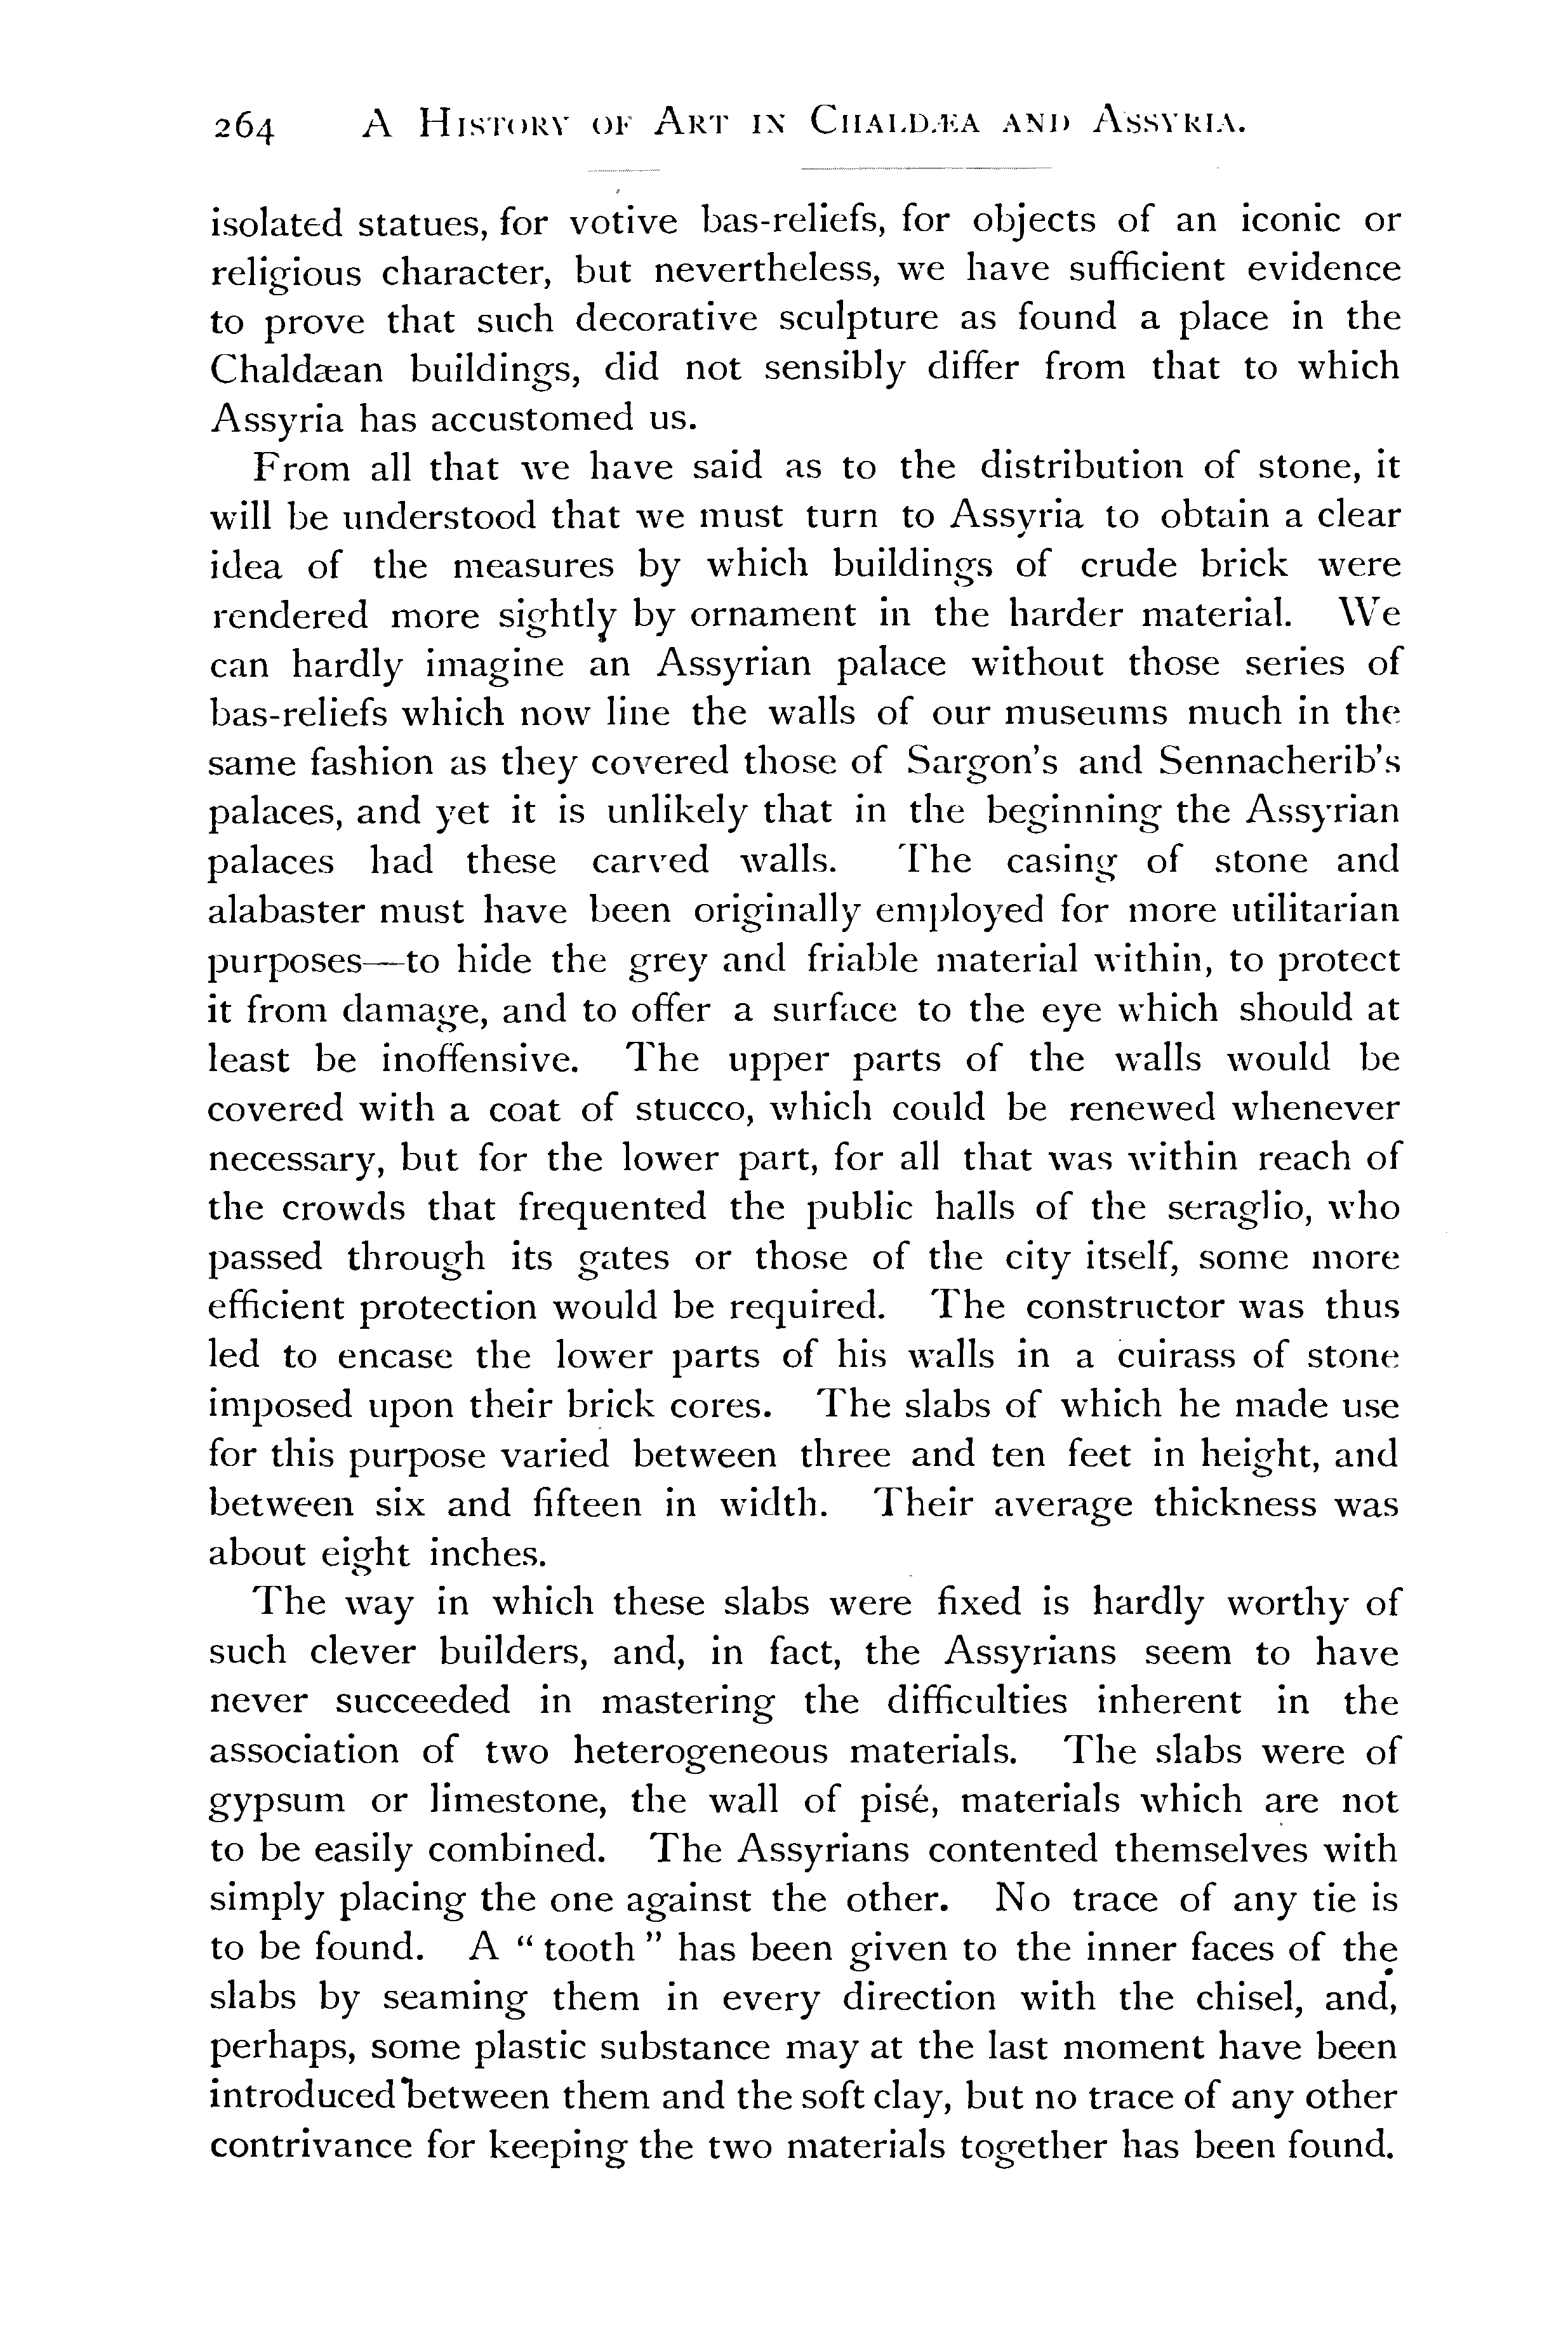 264 A History of Art in Chaldæa and Assyria.
isolated statues, for votive bas-reliefs, for objects of an iconic or
religious character, but nevertheless, we have sufficient evidence
to prove that such decorative sculpture as found a place in the
Chaldæan buildings, did not sensibly differ from that to which
Assyria has accustomed us.
From all that we have said as to the distribution of stone, it
will be understood that we must turn to Assyria to obtain a clear
idea of the measures by which buildings of crude brick were
rendered more sightly by ornament in the harder material. We
can hardly imagine an Assyrian palace without those series of
bas-reliefs which now line the walls of our museums much in the
same fashion as they covered those of Sargon's and Sennacherib's
palaces, and yet it is unlikely that in the beginning the Assyrian
palaces had these carved walls. The casing of stone and
alabaster must have been originally employed for more utilitarian
purposes—to hide the grey and friable material within, to protect
it from damage, and to offer a surface to the eye which should at
least be inoffensive. The upper parts of the walls would be
covered with a coat of stucco, which could be renewed whenever
necessary, but for the lower part, for all that was within reach of
the crowds that frequented the public halls of the seraglio, who
passed through its gates or those of the city itself, some more
efficient protection would be required. The constructor was thus
led to encase the lower parts of his walls in a cuirass of stone
imposed upon their brick cores. The slabs of which he made use
for this purpose varied between three and ten feet in height, and
between six and fifteen in width. Their average thickness was
about eight inches.
The way in which these slabs were fixed is hardly worthy of
such clever builders, and, in fact, the Assyrians seem to have
never succeeded in mastering the difficulties inherent in the
association of two heterogeneous materials. The slabs were of
gypsum or limestone, the wall of pisé, materials which are not
to be easily combined. The Assyrians contented themselves with
simply placing the one against the other. No trace of any tie is
to be found. A “ tooth ” has been given to the inner faces of the
slabs by seaming them in every direction with the chisel, and,
perhaps, some plastic substance may at the last moment have been
introduced between them and the soft clay, but no trace of any other
contrivance for keeping the two materials together has been found.